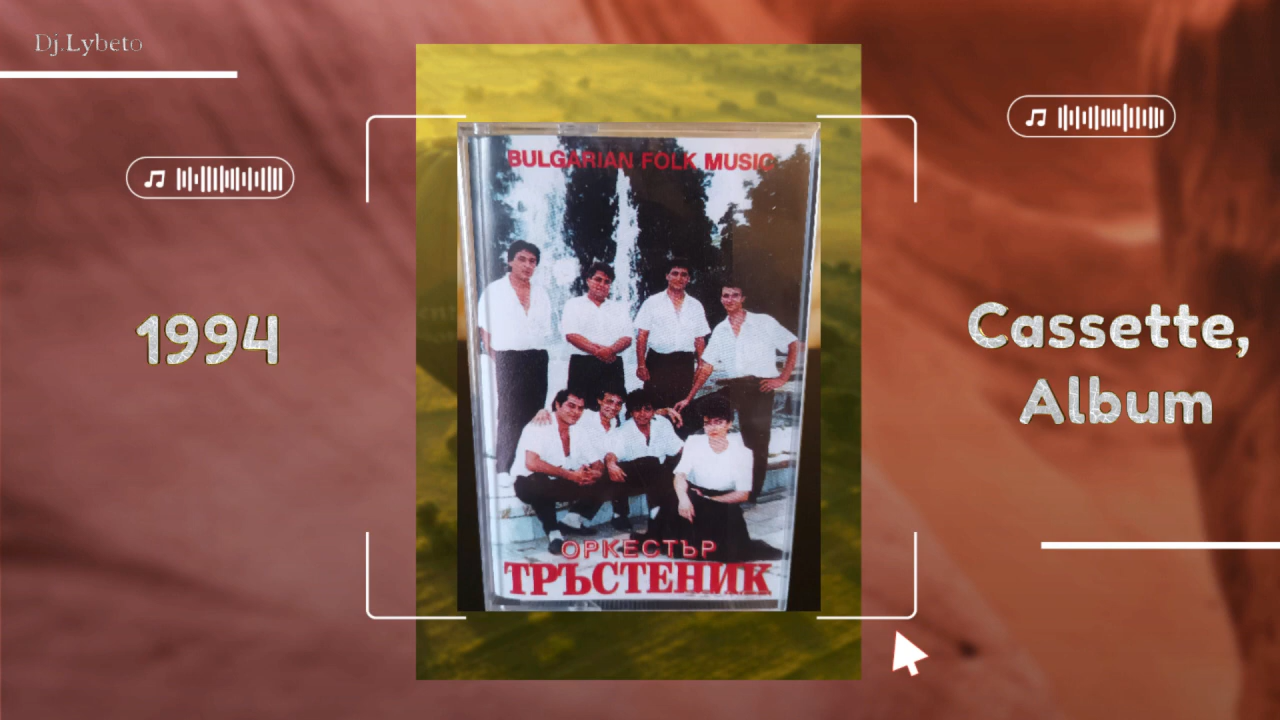 Dj.Lybeto
1994
BULGARIAN FOLK MUSIC
ОРКЕСТЪР
ТРЪСТЕНИК
Cassette,
Album